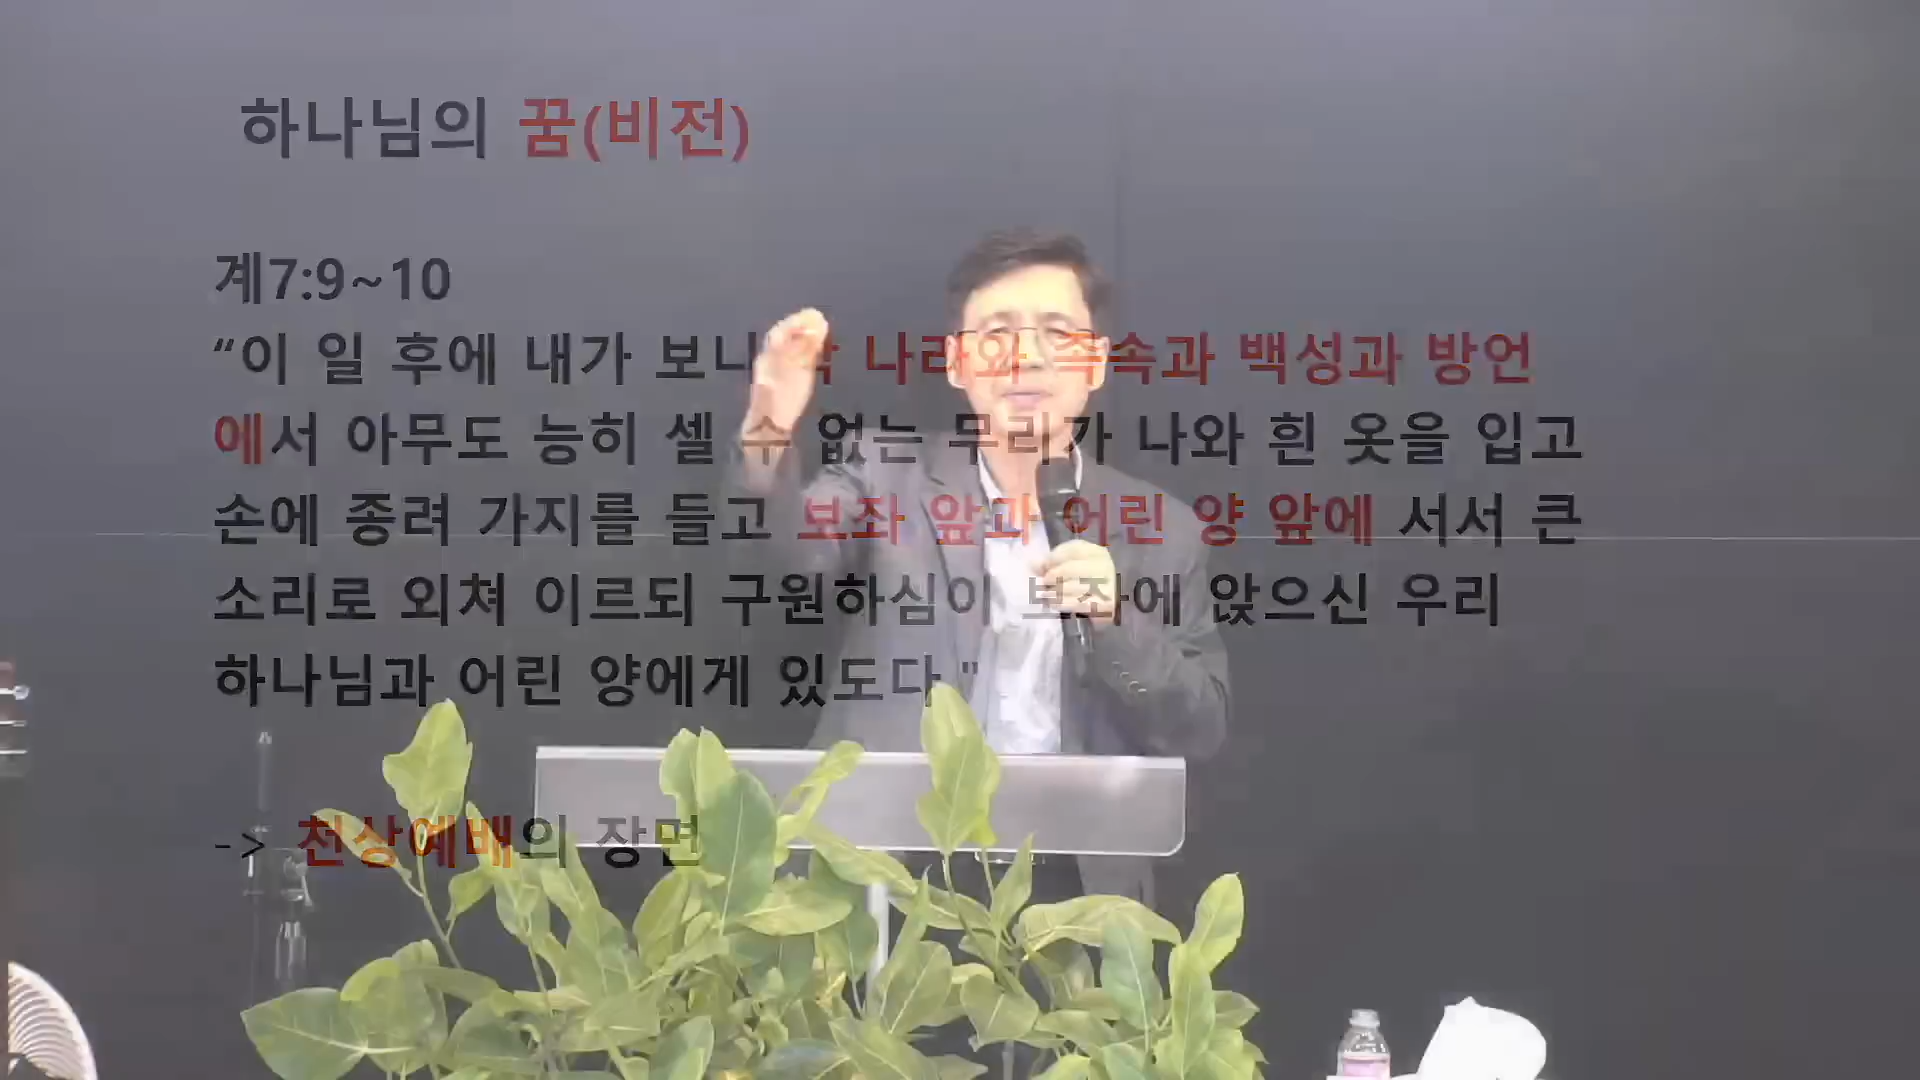 하나님의 꿈(비전)
계7:9~10
“이 일 후에 내가 보니 각 나라와 족속과 백성과 방언
에서 아무도 능히 셀 수 없는 무리가 나와 흰 옷을 입고
손에 종려 가지를 들고 보좌 앞과 어린 양 앞에 서서 큰
소리로 외쳐 이르되 구원하심이 보좌에 앉으신 우리
하나님과 어린 양에게 있도다 "
-> 천상예배의 장면